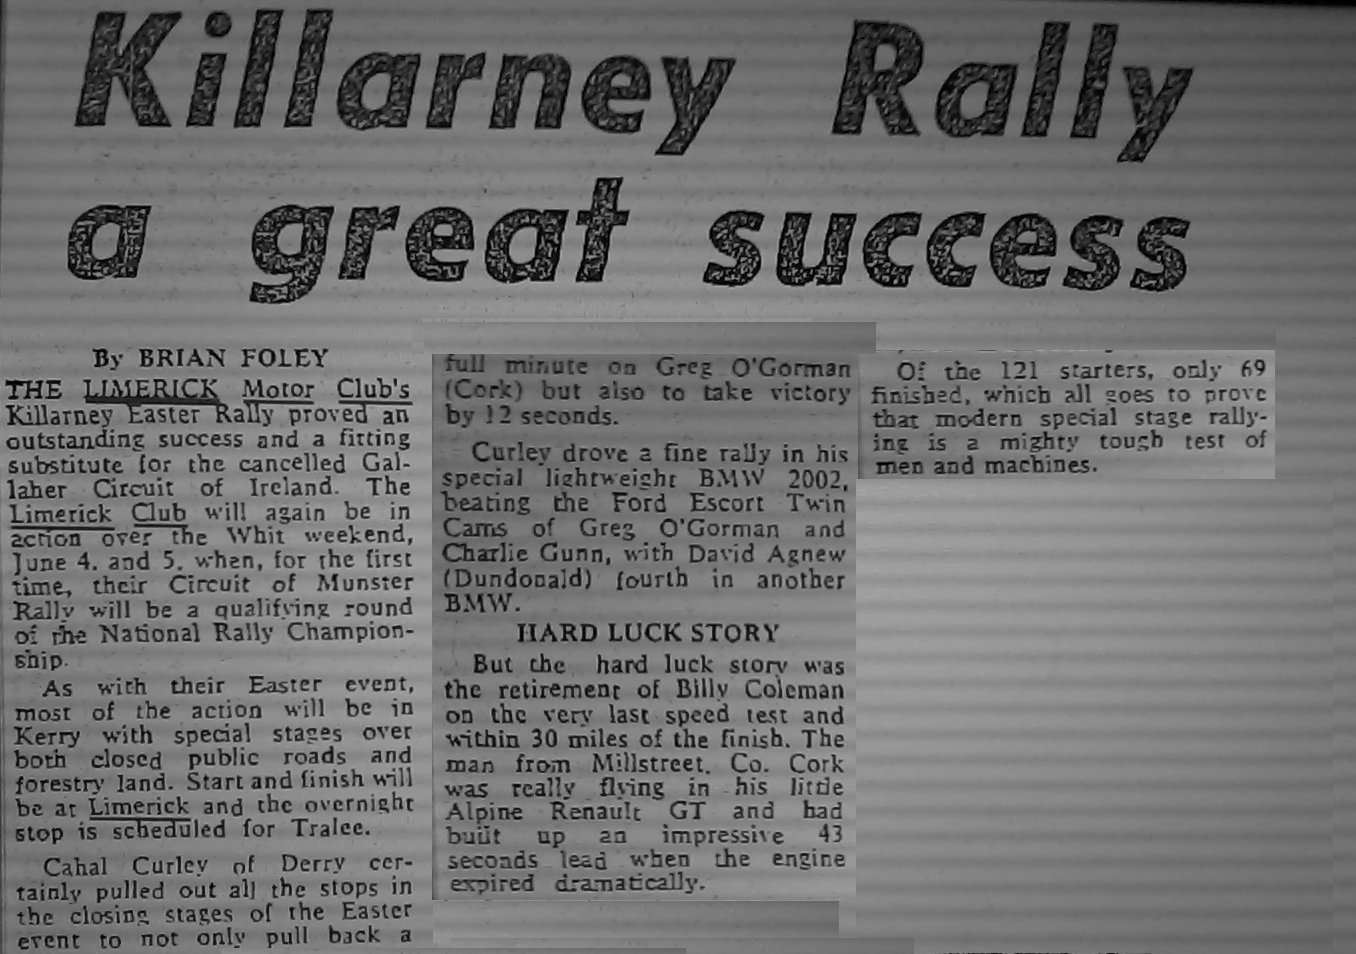 Killarney Rally
a great success
By BRIAN FOLEY
THE LIMERICK Motor Club's
Killarney Easter Rally proved an
outstanding success and a fitting
substitute for the cancelled Gal-
laher Circuit of Ireland. The
Limerick Club will again be in
action over the Whit weekend,
June 4. and 5. when, for the first
time, their Circuit of Munster
Rally will be a qualifying round
of the National Rally Champion-
ship.
As with their Easter event,
most of the action will be in
Kerry with special stages over
both closed public roads and
forestry land. Start and finish will
be at Limerick and the overnight
stop is scheduled for Tralee.
Cahal Curley of Derry cer-
tainly pulled out all the stops in
the closing stages of the Easter
event to not only pull back a
full minute on Greg O'Gorman
(Cork) but also to take victory
by 12 seconds.
Curley drove a fine rally in his
special lightweight BMW 2002,
beating the Ford Escort Twin
Cams of Greg O'Gorman and
Charlie Gunn, with David Agnew
(Dundonald) fourth in another
BMW.
HARD LUCK STORY
But the hard luck story was
the retirement of Billy Coleman
on the very last speed test and
within 30 miles of the finish. The
man from Millstreet, Co. Cork
was really flying in his little
Alpine Renault GT and had
built up an impressive 43
seconds lead when the engine
expired dramatically.
Of the 121 starters, only 69
finished, which all goes to prove
that modern special stage rally-
ing is a mighty tough test of
men and machines.